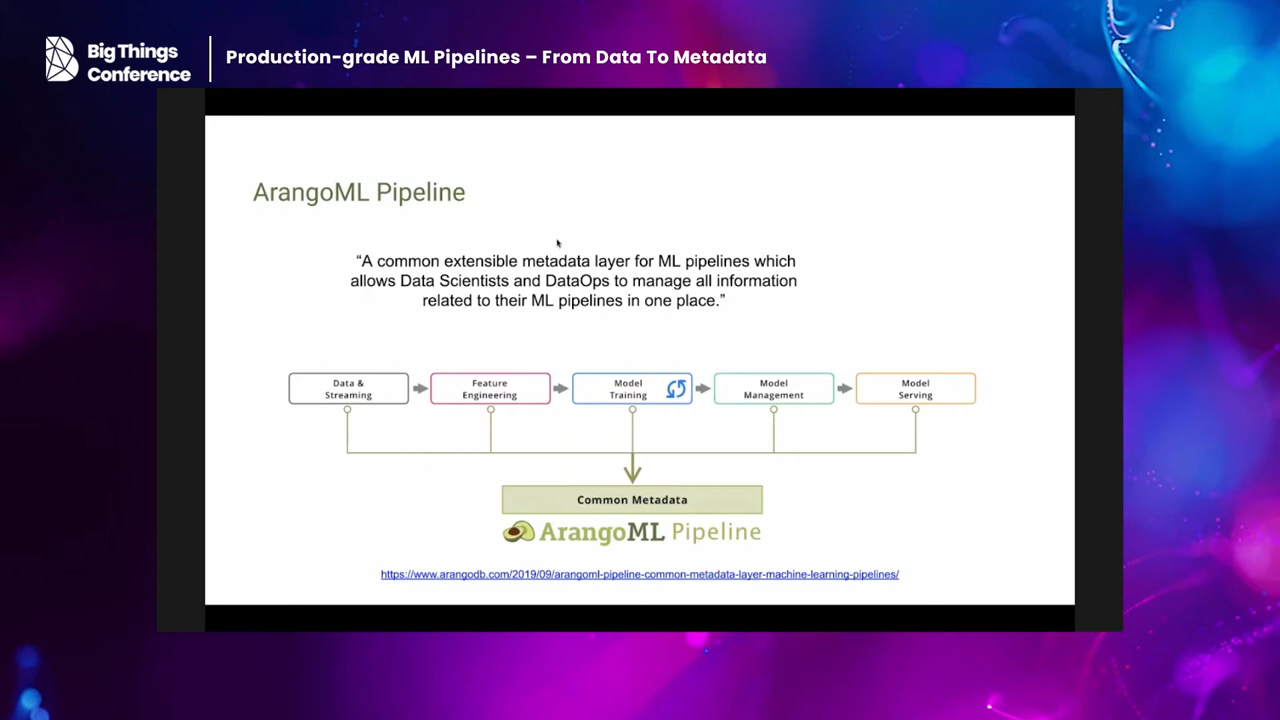 Big Things
Conference
Production-grade ML Pipelines – From Data To Metadata
ArangoML Pipeline
“A common extensible metadata layer for ML pipelines which
allows Data Scientists and DataOps to manage all information
related to their ML pipelines in one place.”
Data &
Streaming
Feature
Engineering
Model
Training
Model
Management
Model
Serving
Common Metadata
ArangoML Pipeline
https://www.arangodb.com/2019/09/arangoml-pipeline-common-metadata-layer-machine-learning-pipelines/